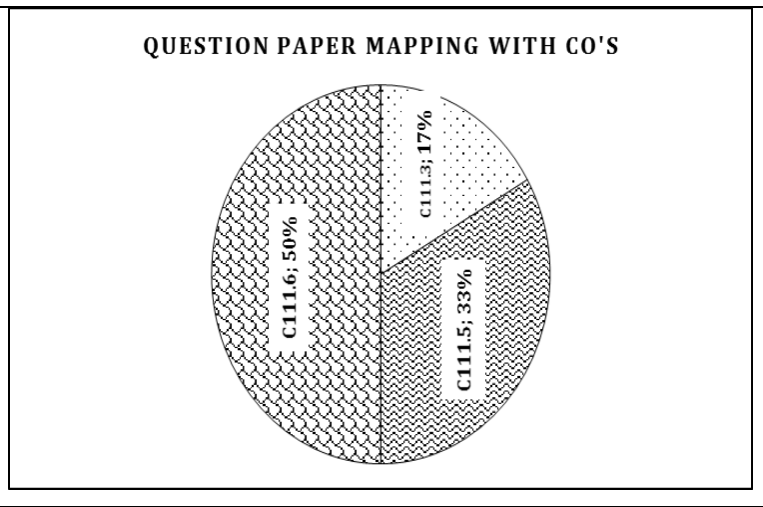 QUESTION PAPER MAPPING WITH CO'S
C111.3; 17%
C111.6; 50%
C111.5; 33%